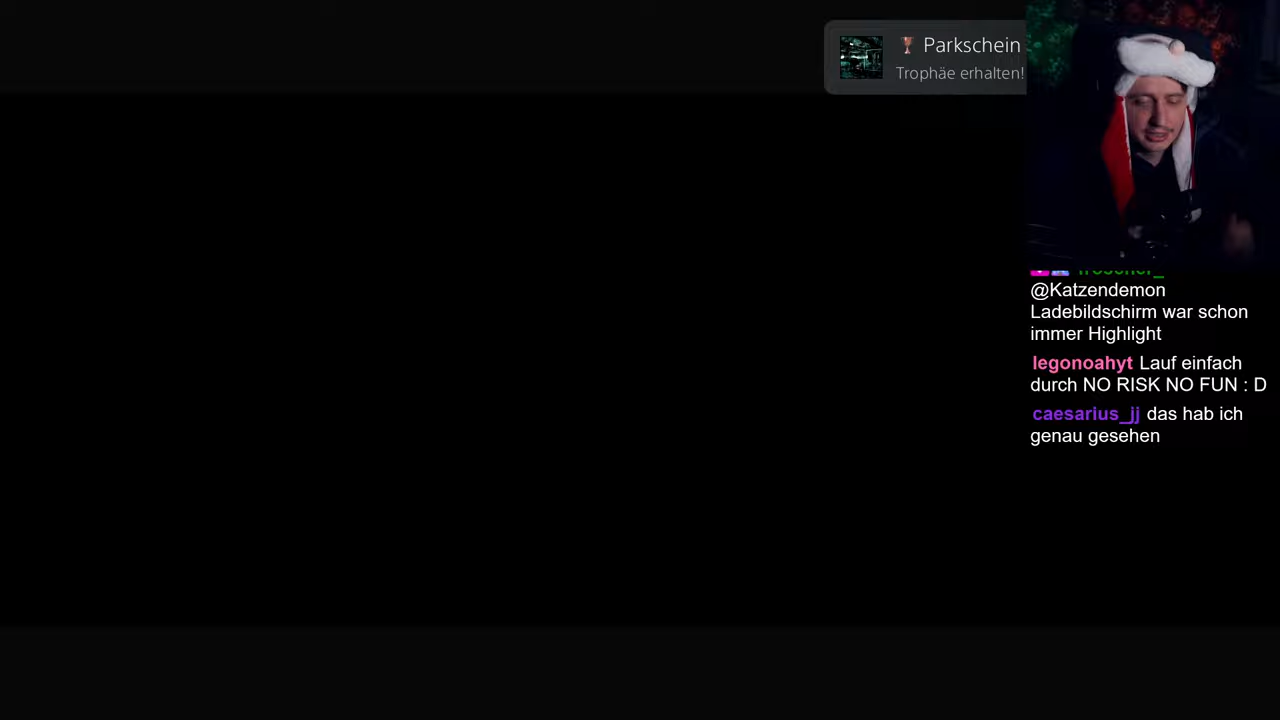 Parkschein
Trophäe erhalten!
@Katzendemon
Ladebildschirm war schon
immer Highlight
legonoahyt Lauf einfach
durch NO RISK NO FUN : D
caesarius_jj das hab ich
genau gesehen